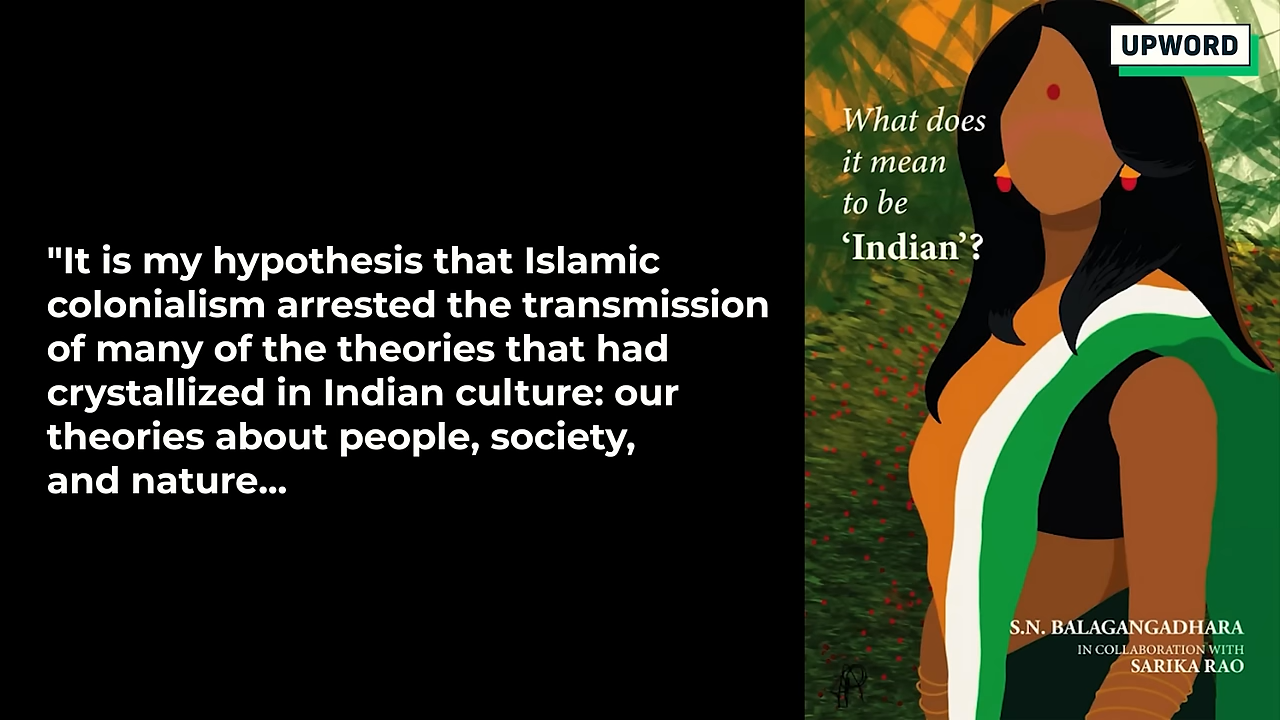 "It is my hypothesis that Islamic
colonialism arrested the transmission
of many of the theories that had
crystallized in Indian culture: our
theories about people, society,
and nature...
UPWORD
What does
it mean
to be
‘Indian’?
S.N. BALAGANGADHARA
IN COLLABORATION WITH
SARIKA RAO